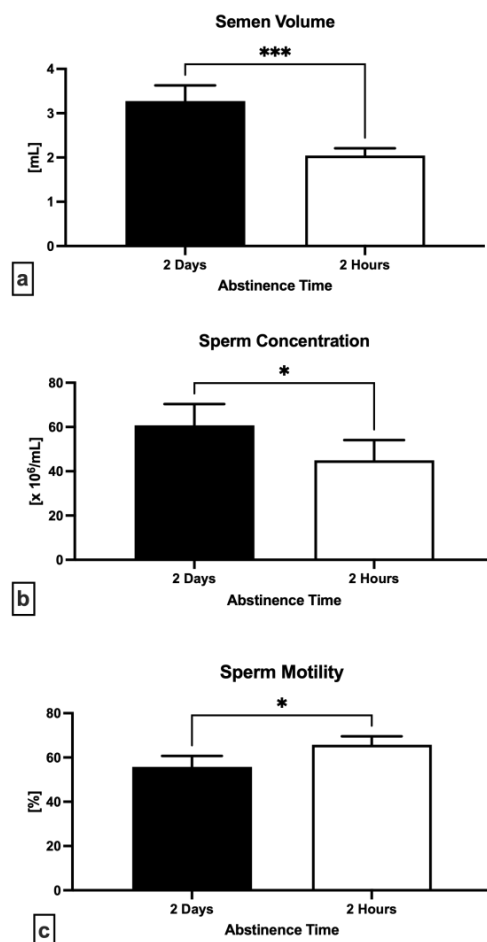 Semen Volume
***
4
3
2
1
0
[mL]
2 Days
2 Hours
Abstinence Time
a
Sperm Concentration
*
80
60
40
20
0
[x 10⁶/mL]
2 Days
2 Hours
Abstinence Time
b
Sperm Motility
*
80
60
40
20
0
[%]
2 Days
2 Hours
Abstinence Time
c